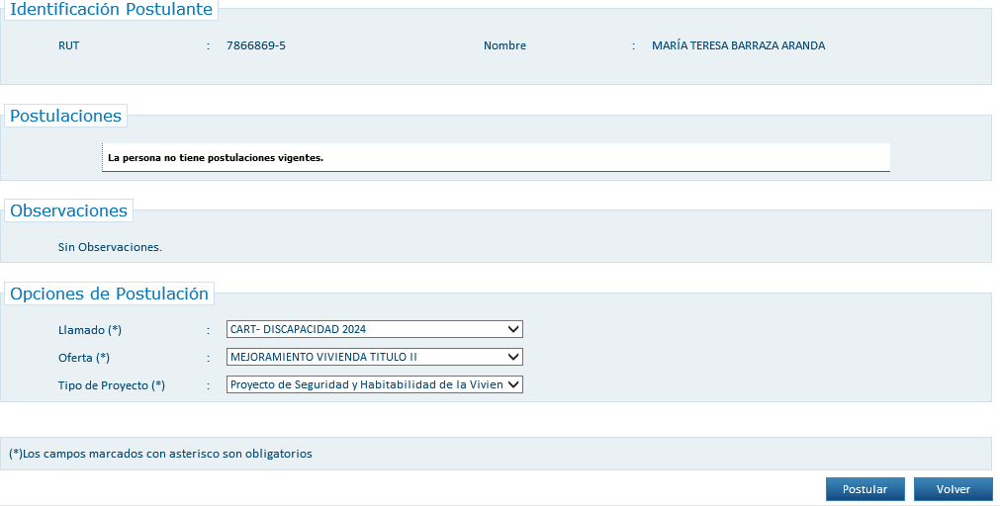 Identificación Postulante
RUT : 7866869-5 Nombre : MARÍA TERESA BARRAZA ARANDA
Postulaciones
La persona no tiene postulaciones vigentes.
Observaciones
Sin Observaciones.
Opciones de Postulación
Llamado (*) : CART- DISCAPACIDAD 2024
Oferta (*) : MEJORAMIENTO VIVIENDA TITULO II
Tipo de Proyecto (*) : Proyecto de Seguridad y Habitabilidad de la Vivien
(*)Los campos marcados con asterisco son obligatorios
Postular Volver